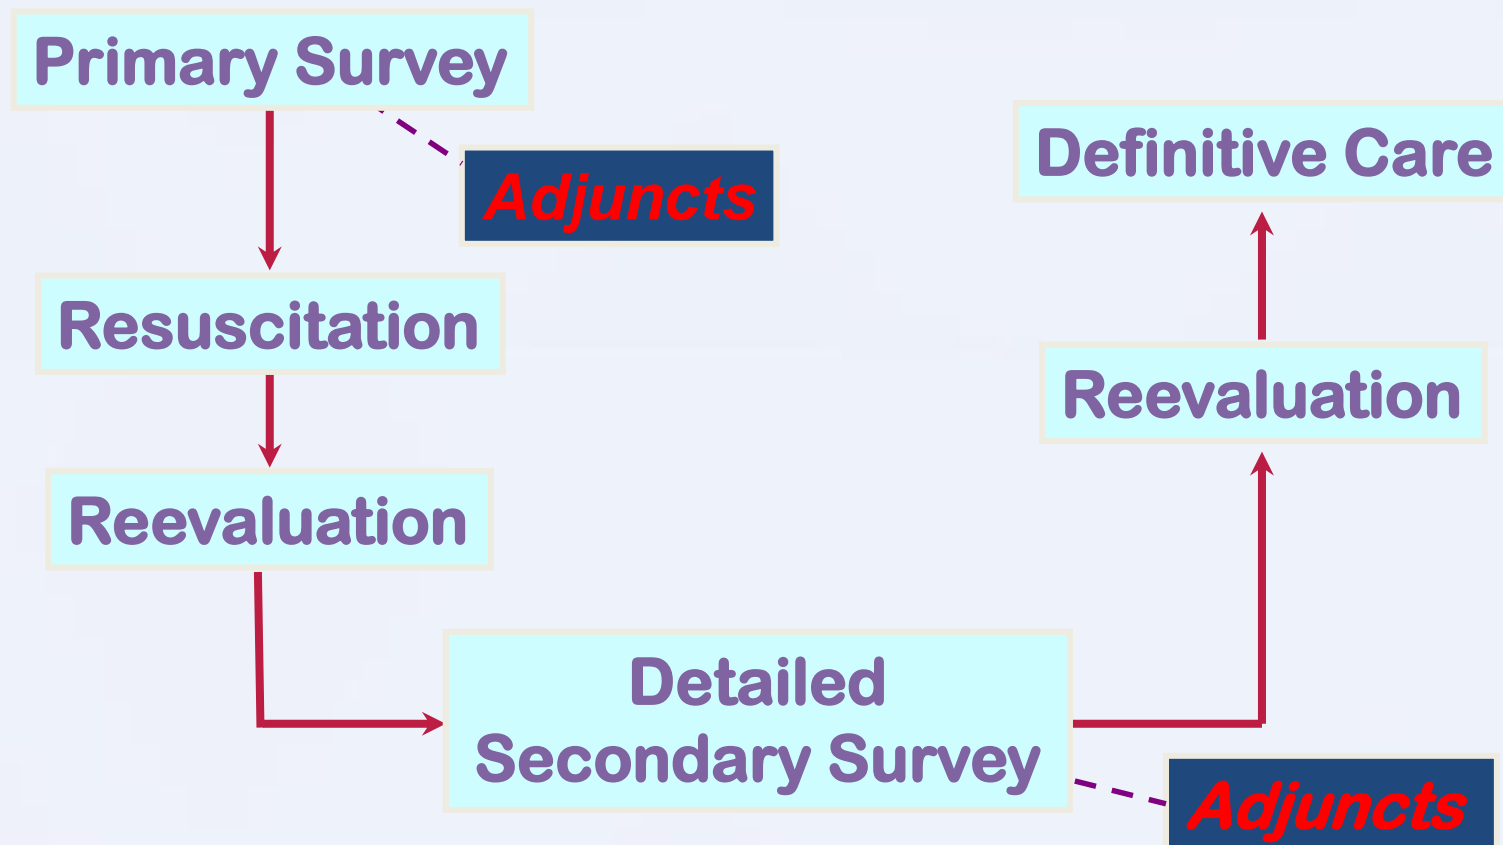 Primary Survey
Adjuncts
Resuscitation
Reevaluation
Detailed
Secondary Survey
Adjuncts
Reevaluation
Definitive Care